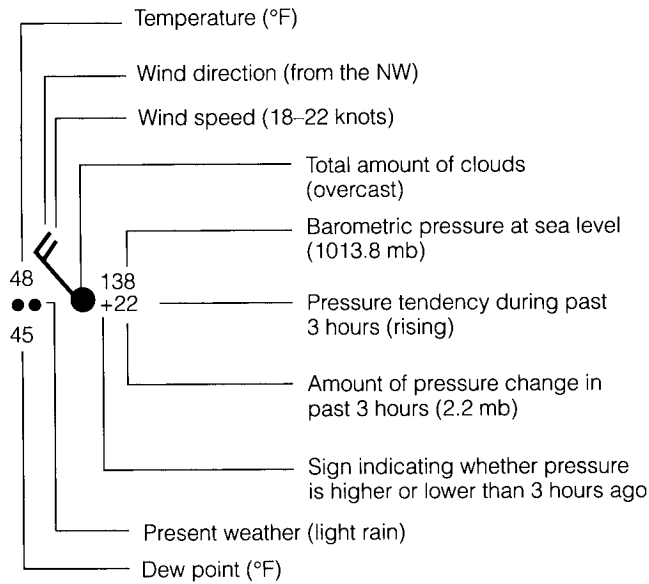 Temperature (°F)
Wind direction (from the NW)
Wind speed (18–22 knots)
Total amount of clouds
(overcast)
Barometric pressure at sea level
(1013.8 mb)
48
138
+22
Pressure tendency during past
3 hours (rising)
45
Amount of pressure change in
past 3 hours (2.2 mb)
Sign indicating whether pressure
is higher or lower than 3 hours ago
Present weather (light rain)
Dew point (°F)